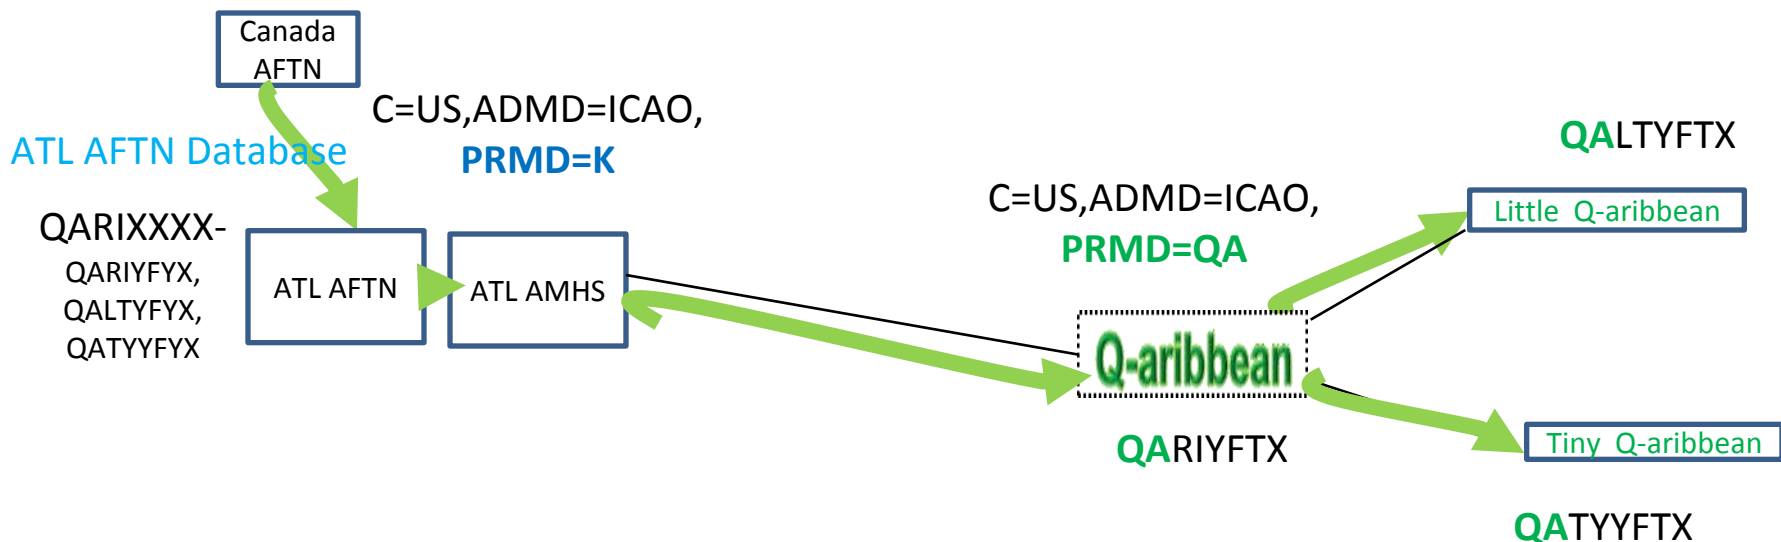 Canada
AFTN
C=US,ADMD=ICAO,
PRMD=K
ATL AFTN Database
QARIXXXX-
QARIYFYX,
QALTYFYX,
QATYYFYX
ATL AFTN
ATL AMHS
C=US,ADMD=ICAO,
PRMD=QA
QALTYFTX
Little Q-aribbean
Q-aribbean
QARIYFTX
Tiny Q-aribbean
QATYYFTX